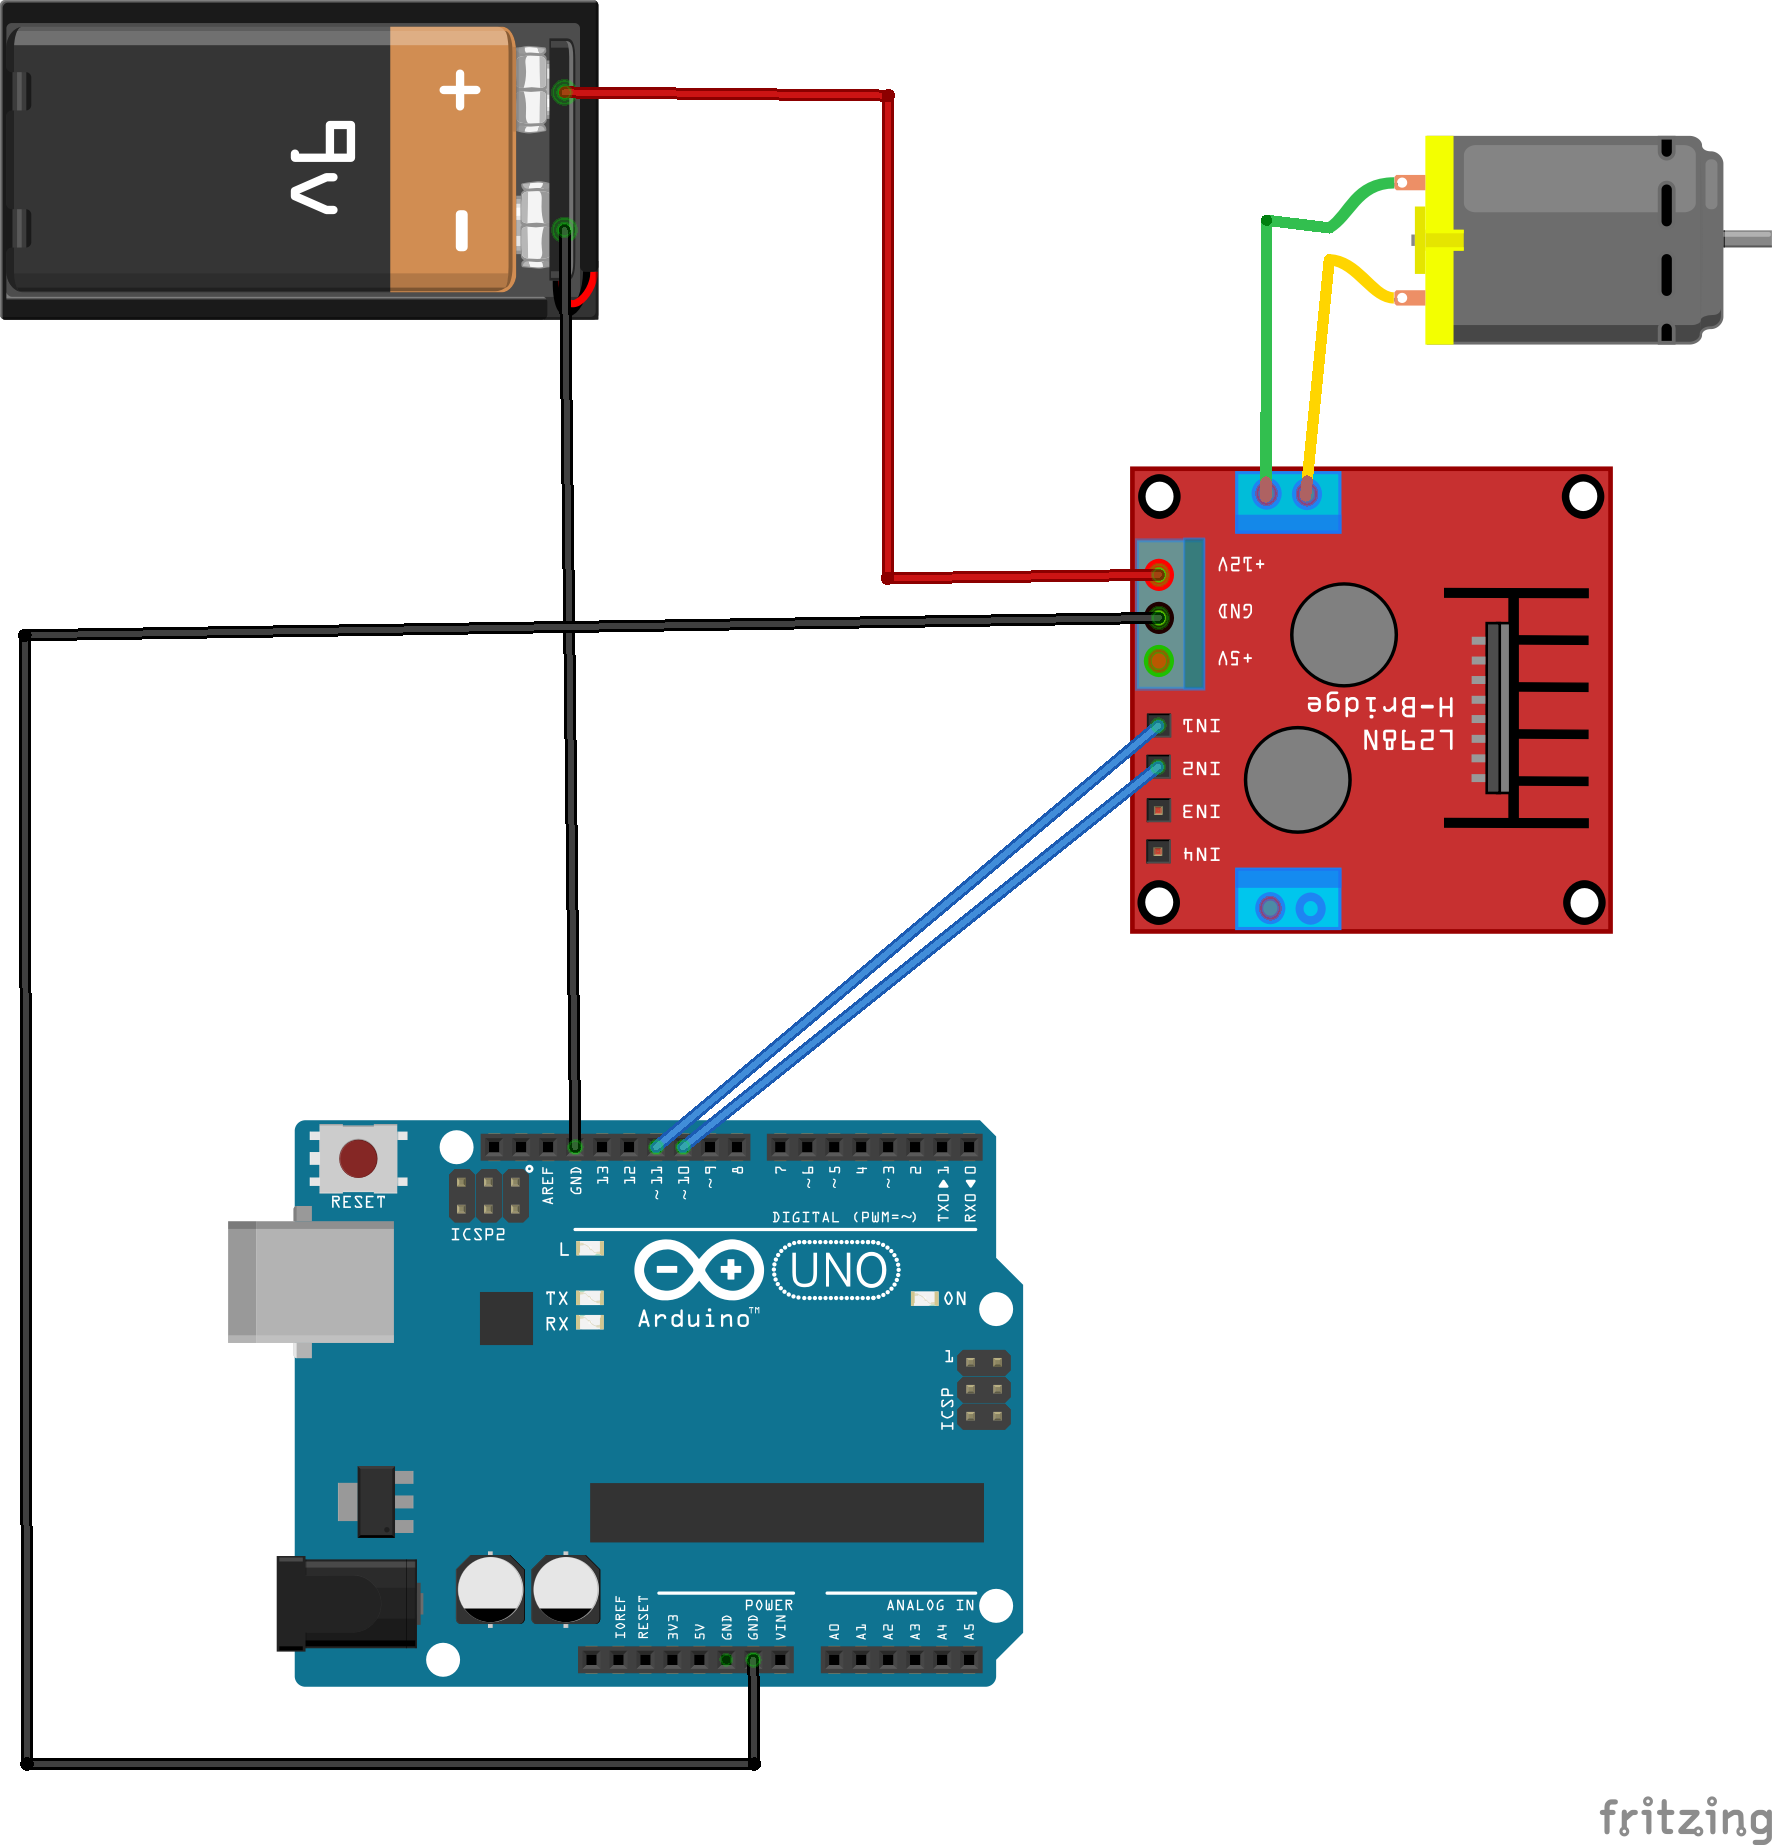 +
9V
-
+12V
GND
+5V
H-Bridge
L298N
IN1
IN2
IN3
IN4
RESET
ICSP2
AREF
GND
13
12
~11
~10
~9
8
7
~6
~5
4
~3
2
TX0▶1
RX0◀0
DIGITAL (PWM=~)
L
TX
RX
UNO
Arduino™
ON
1
ICSP
IOREF
RESET
3V3
5V
GND
GND
VIN
POWER
ANALOG IN
A0
A1
A2
A3
A4
A5
fritzing